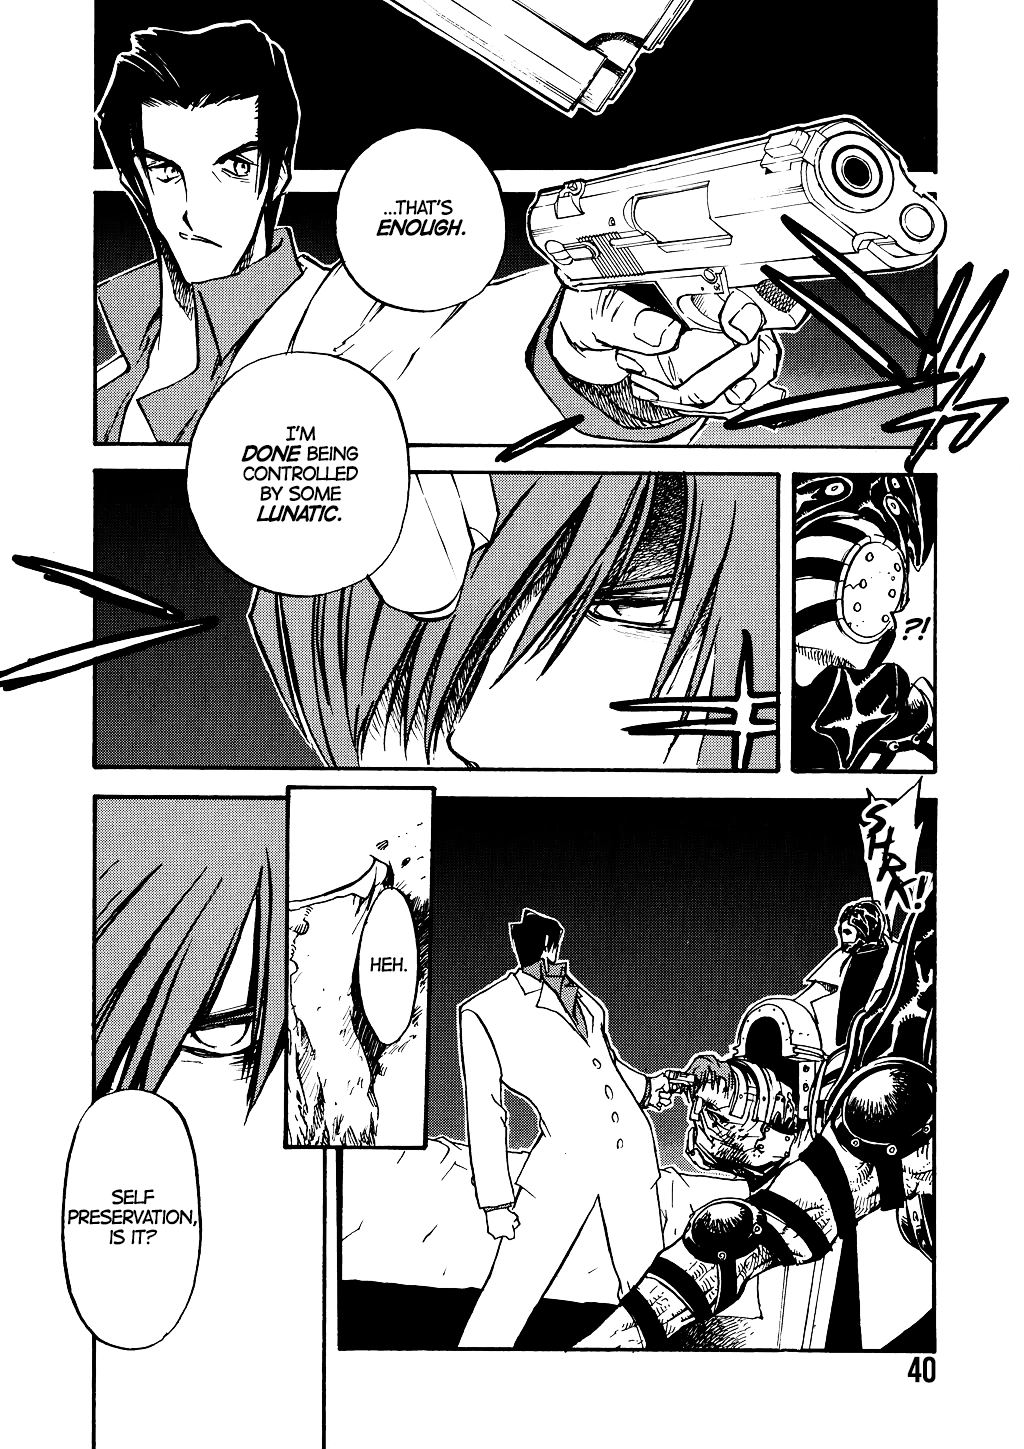 ...THAT'S
ENOUGH.
I'M
DONE BEING
CONTROLLED
BY SOME
LUNATIC.
?!
SHRK!
HEH.
SELF
PRESERVATION,
IS IT?
40